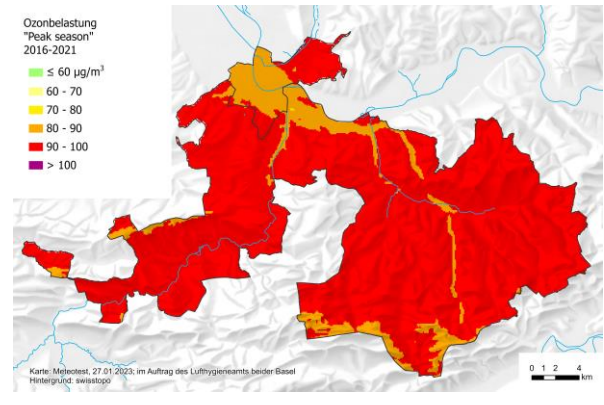 Ozonbelastung
"Peak season"
2016-2021
≤ 60 µg/m³
60 - 70
70 - 80
80 - 90
90 - 100
> 100
Karte: Meteotest, 27.01.2023; im Auftrag des Lufthygieneamts beider Basel
Hintergrund: swisstopo
0 1 2 4
km